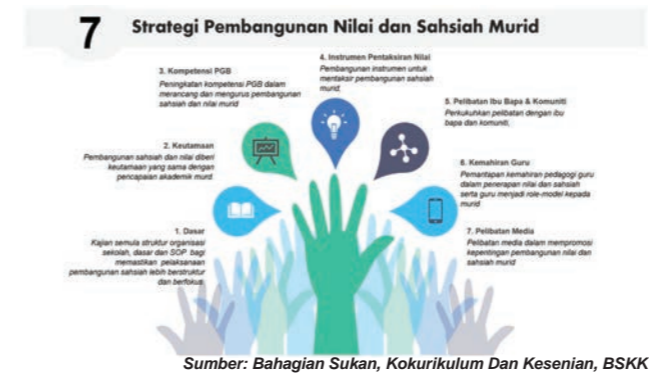 7 Strategi Pembangunan Nilai dan Sahsiah Murid
1. Dasar
Kajian semula struktur organisasi
sekolah, dasar dan SOP bagi
memastikan pelaksanaan
pembangunan sahsiah lebih berstruktur
dan berfokus.
2. Keutamaan
Pembangunan sahsiah dan nilai diberi
keutamaan yang sama dengan
pencapaian akademik murd.
3. Kompetensi PGB
Peningkatan kompetensi PGB dalam
merancang dan mengurus pembangunan
sahsiah dan nilai murid
4. Instrumen Pentaksiran Nilai
Pembangunan instrumen untuk
mentaksir pembangunan sahsiah
murid.
5. Pelibatan Ibu Bapa & Komuniti
Perkukuhkan pelibatan dengan ibu
bapa dan komuniti.
6. Kemahiran Guru
Pemantapan kemahiran pedagogi guru
dalam penerapan nilai dan sahsiah
serta guru menjadi role-model kepada
murid
7. Pelibatan Media
Pelibatan media dalam mempromosi
kepentingan pembangunan nilai dan
sahsiah murid
Sumber: Bahagian Sukan, Kokurikulum Dan Kesenian, BSKK